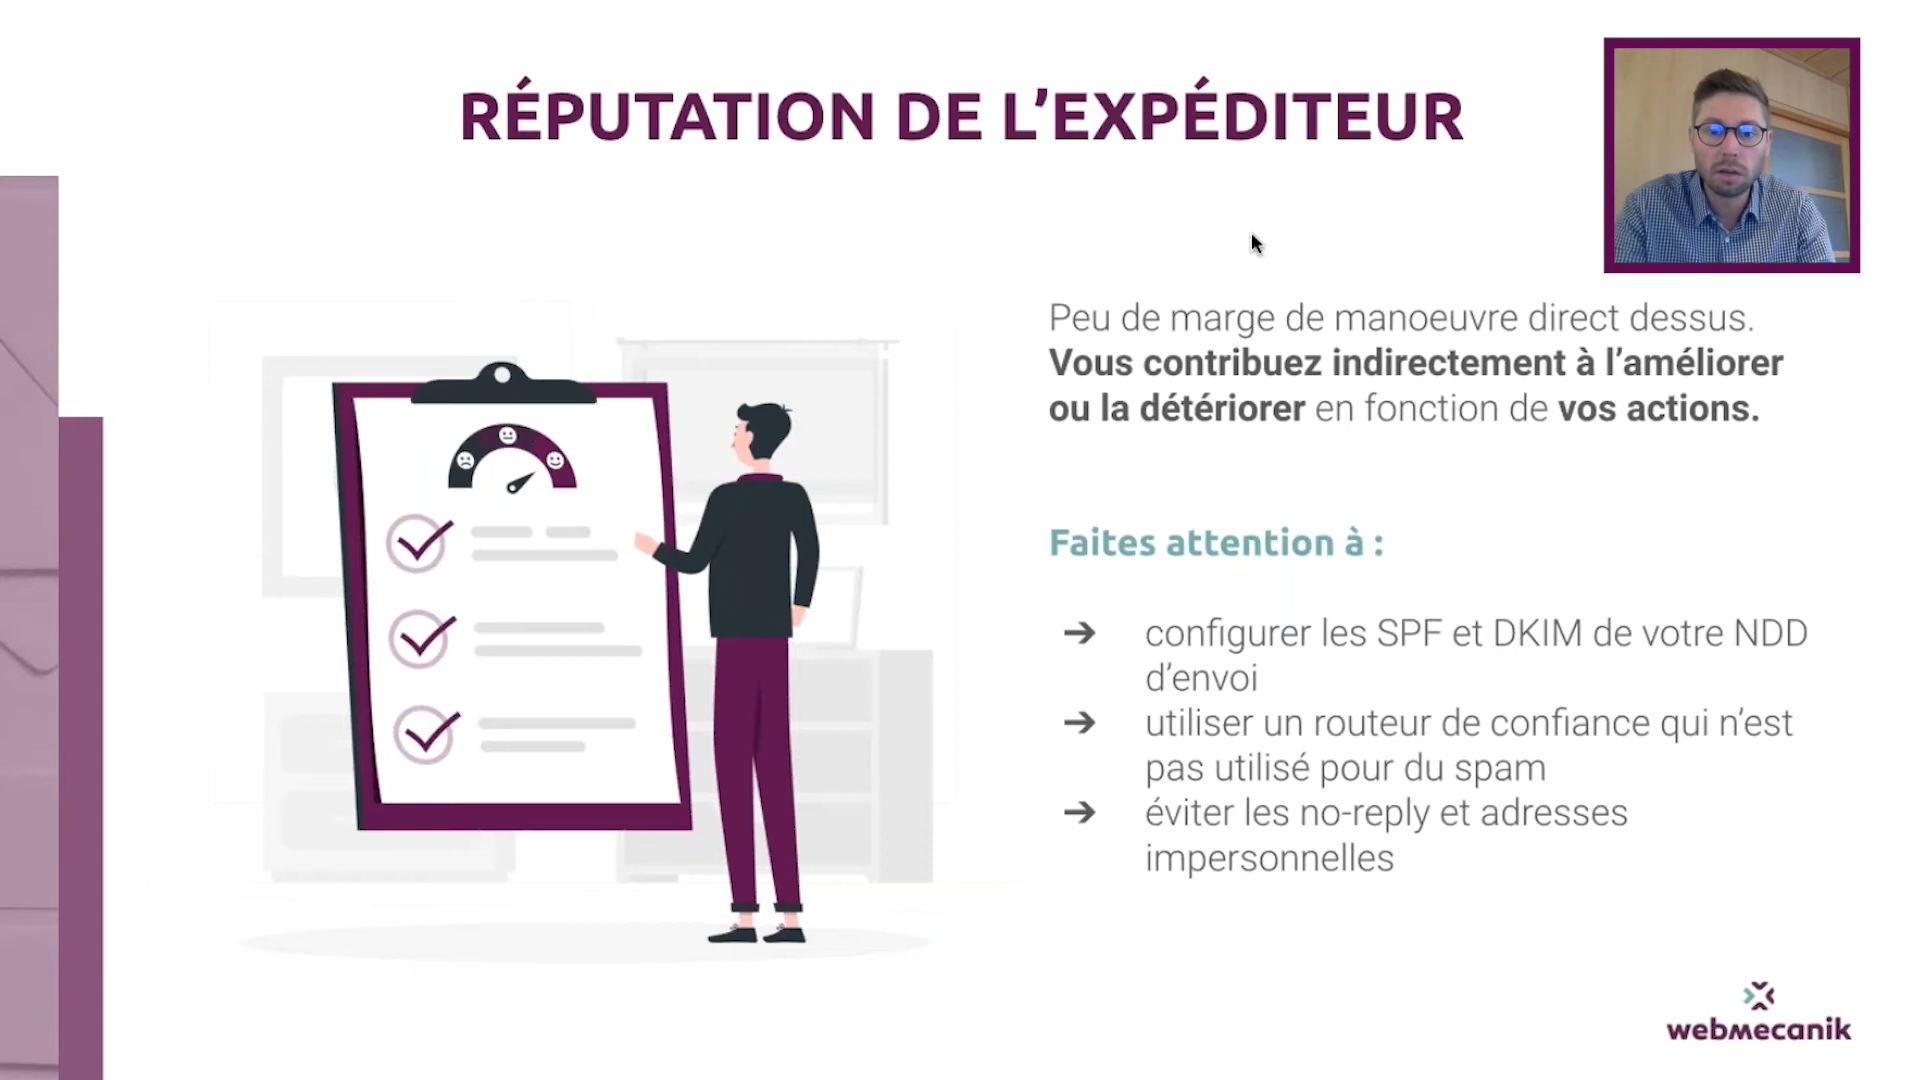 RÉPUTATION DE L’EXPÉDITEUR
Peu de marge de manoeuvre direct dessus.
Vous contribuez indirectement à l’améliorer
ou la détériorer en fonction de vos actions.
Faites attention à :
➔ configurer les SPF et DKIM de votre NDD
d’envoi
➔ utiliser un routeur de confiance qui n’est
pas utilisé pour du spam
➔ éviter les no-reply et adresses
impersonnelles
webmecanik